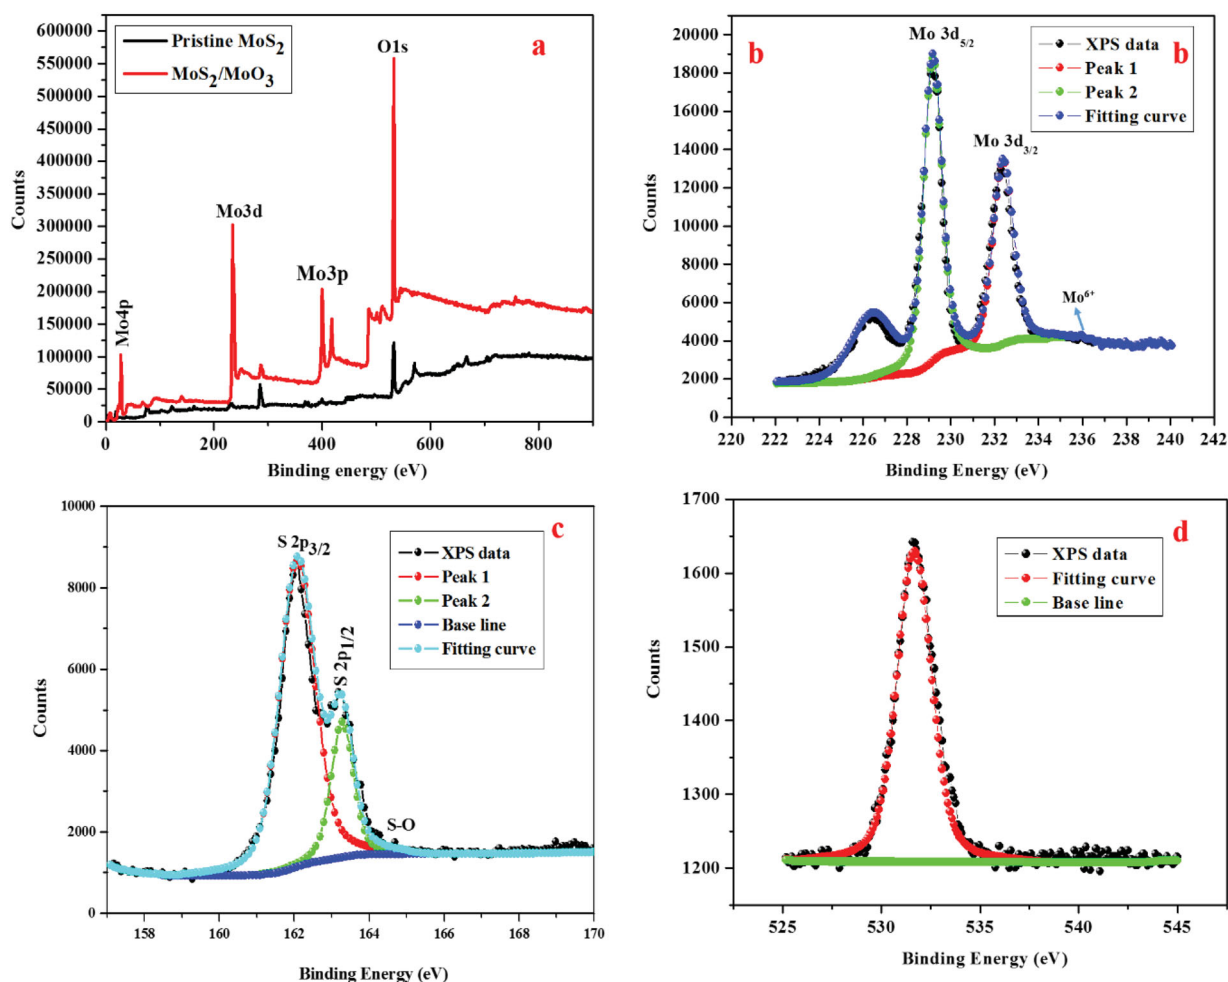 Pristine MoS2
MoS2/MoO3
a
O1s
Mo3d
Mo3p
Mo4p
600000
550000
500000
450000
400000
350000
300000
250000
200000
150000
100000
50000
0
Counts
0 200 400 600 800
Binding energy (eV)
b
b
Mo 3d5/2
Mo 3d3/2
Mo6+
XPS data
Peak 1
Peak 2
Fitting curve
20000
18000
16000
14000
12000
10000
8000
6000
4000
2000
0
Counts
220 222 224 226 228 230 232 234 236 238 240 242
Binding Energy (eV)
c
S 2p3/2
S 2p1/2
S-O
XPS data
Peak 1
Peak 2
Base line
Fitting curve
10000
8000
6000
4000
2000
0
Counts
158 160 162 164 166 168 170
Binding Energy (eV)
d
XPS data
Fitting curve
Base line
1700
1600
1500
1400
1300
1200
Counts
525 530 535 540 545
Binding Energy (eV)